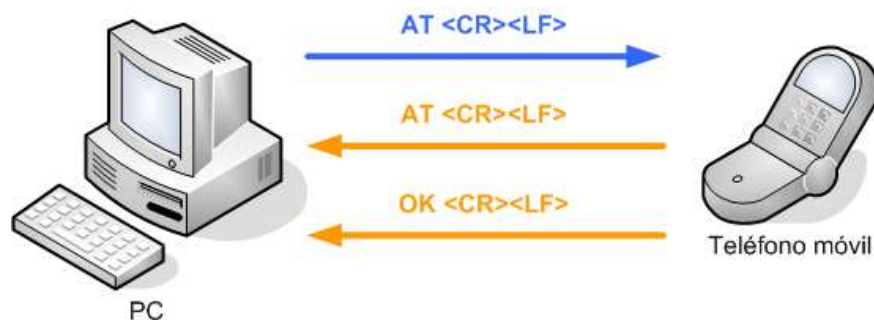 AT <CR><LF>
AT <CR><LF>
OK <CR><LF>
Teléfono móvil
PC